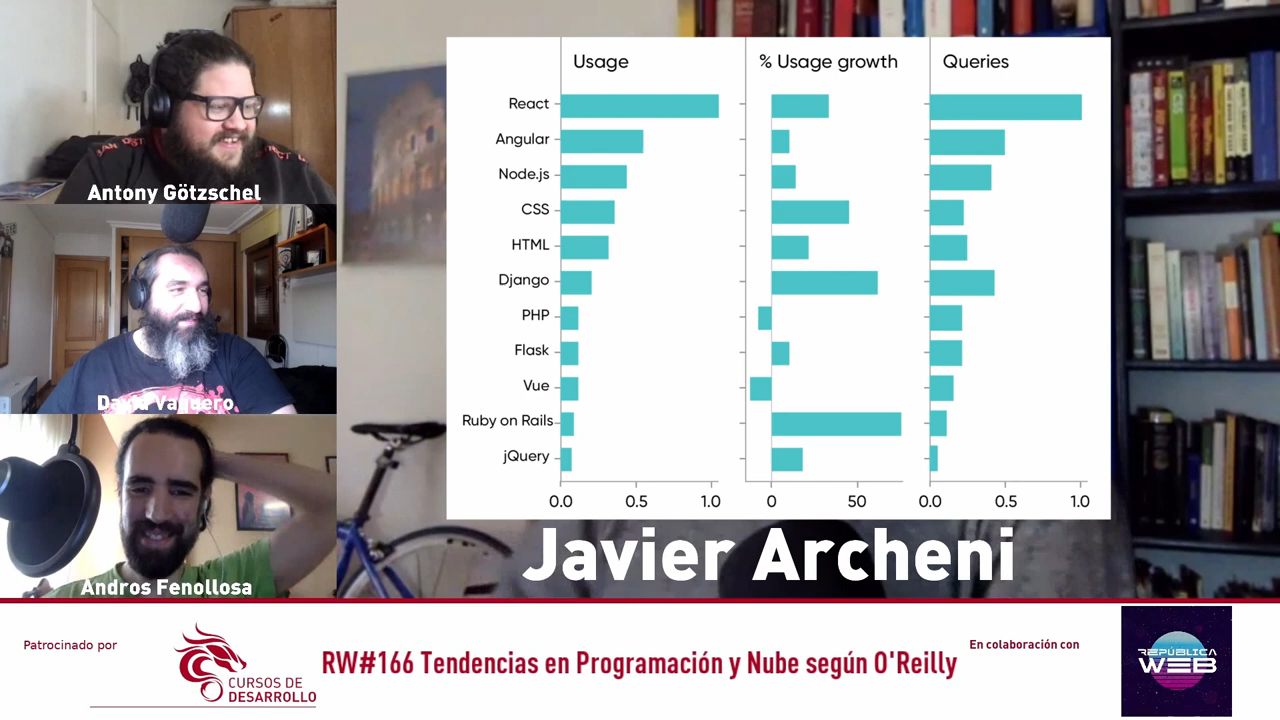 Antony Götzschel
David Vaquero
Andros Fenollosa
Usage
% Usage growth
Queries
React
Angular
Node.js
CSS
HTML
Django
PHP
Flask
Vue
Ruby on Rails
jQuery
0.0 0.5 1.0
0 50
0.0 0.5 1.0
Javier Archeni
Patrocinado por
CURSOS DE
DESARROLLO
RW#166 Tendencias en Programación y Nube según O'Reilly
En colaboración con
REPÚBLICA
WEB